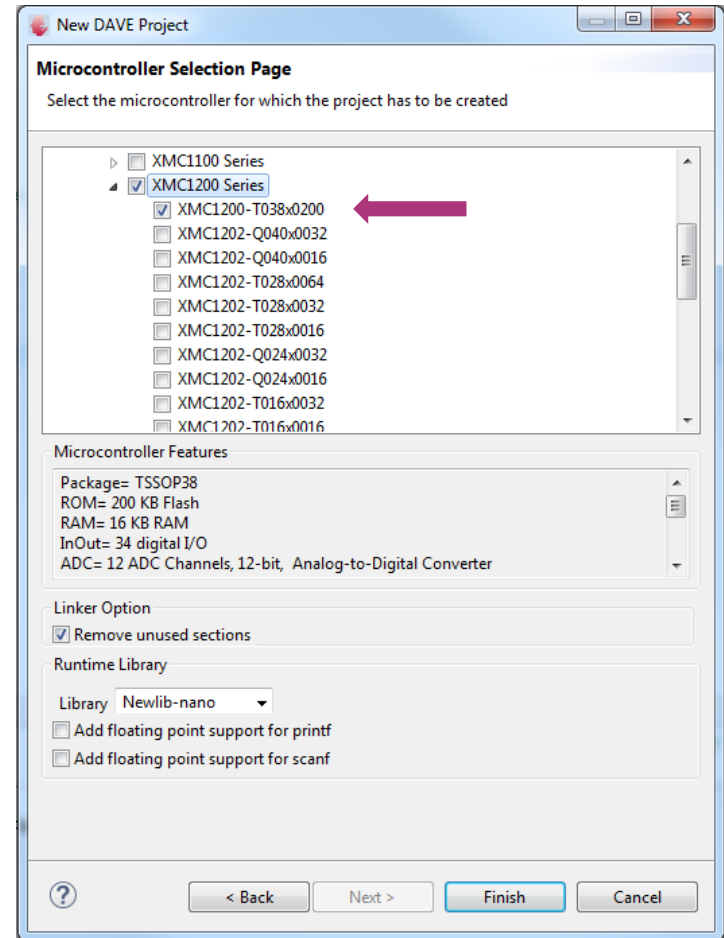 New DAVE Project
Microcontroller Selection Page
Select the microcontroller for which the project has to be created
XMC1100 Series
XMC1200 Series
XMC1200-T038x0200
XMC1202-Q040x0032
XMC1202-Q040x0016
XMC1202-T028x0064
XMC1202-T028x0032
XMC1202-T028x0016
XMC1202-Q024x0032
XMC1202-Q024x0016
XMC1202-T016x0032
XMC1202-T016x0016
Microcontroller Features
Package= TSSOP38
ROM= 200 KB Flash
RAM= 16 KB RAM
InOut= 34 digital I/O
ADC= 12 ADC Channels, 12-bit, Analog-to-Digital Converter
Linker Option
Remove unused sections
Runtime Library
Library Newlib-nano
Add floating point support for printf
Add floating point support for scanf
? < Back Next > Finish Cancel